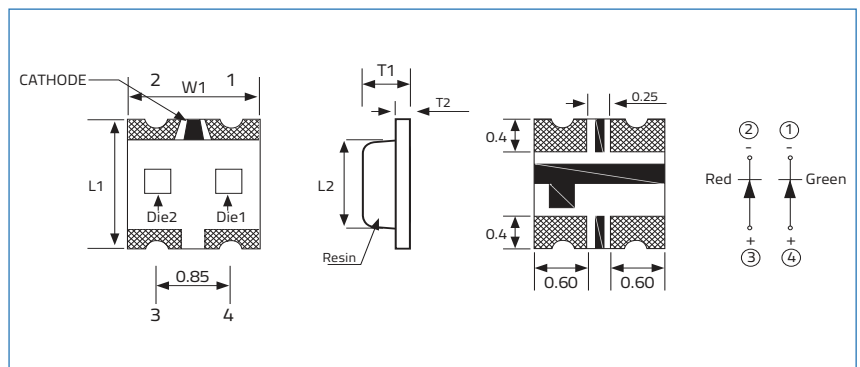 CATHODE
2
W1
1
L1
Die2
Die1
0.85
3
4
T1
T2
L2
Resin
0.25
0.4
0.4
0.60
0.60
2
1
-
-
Red
Green
+
+
3
4